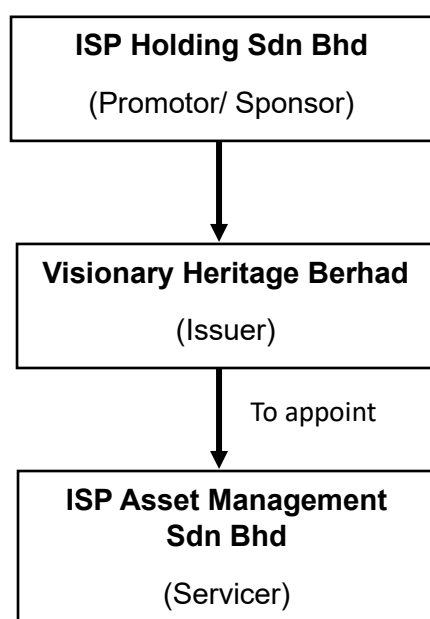 ISP Holding Sdn Bhd
(Promotor/ Sponsor)
Visionary Heritage Berhad
(Issuer)
To appoint
ISP Asset Management
Sdn Bhd
(Servicer)